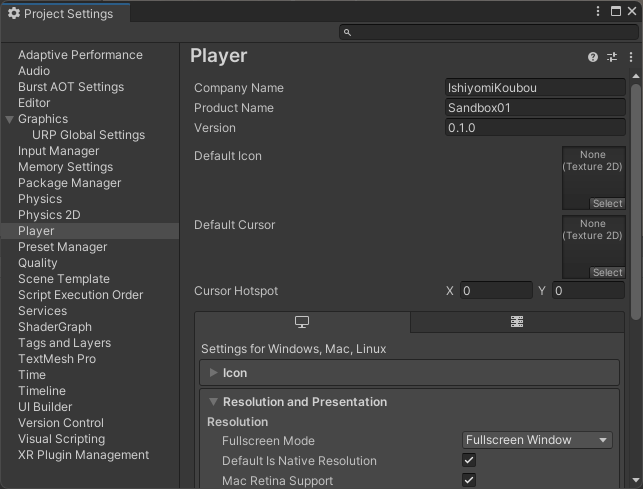 Project Settings
Adaptive Performance
Audio
Burst AOT Settings
Editor
Graphics
URP Global Settings
Input Manager
Memory Settings
Package Manager
Physics
Physics 2D
Player
Preset Manager
Quality
Scene Template
Script Execution Order
Services
ShaderGraph
Tags and Layers
TextMesh Pro
Time
Timeline
UI Builder
Version Control
Visual Scripting
XR Plugin Management
Player
Company Name IshiyomiKoubou
Product Name Sandbox01
Version 0.1.0
Default Icon
None
(Texture 2D)
Select
Default Cursor
None
(Texture 2D)
Select
Cursor Hotspot X 0 Y 0
Settings for Windows, Mac, Linux
Icon
Resolution and Presentation
Resolution
Fullscreen Mode Fullscreen Window
Default Is Native Resolution
Mac Retina Support